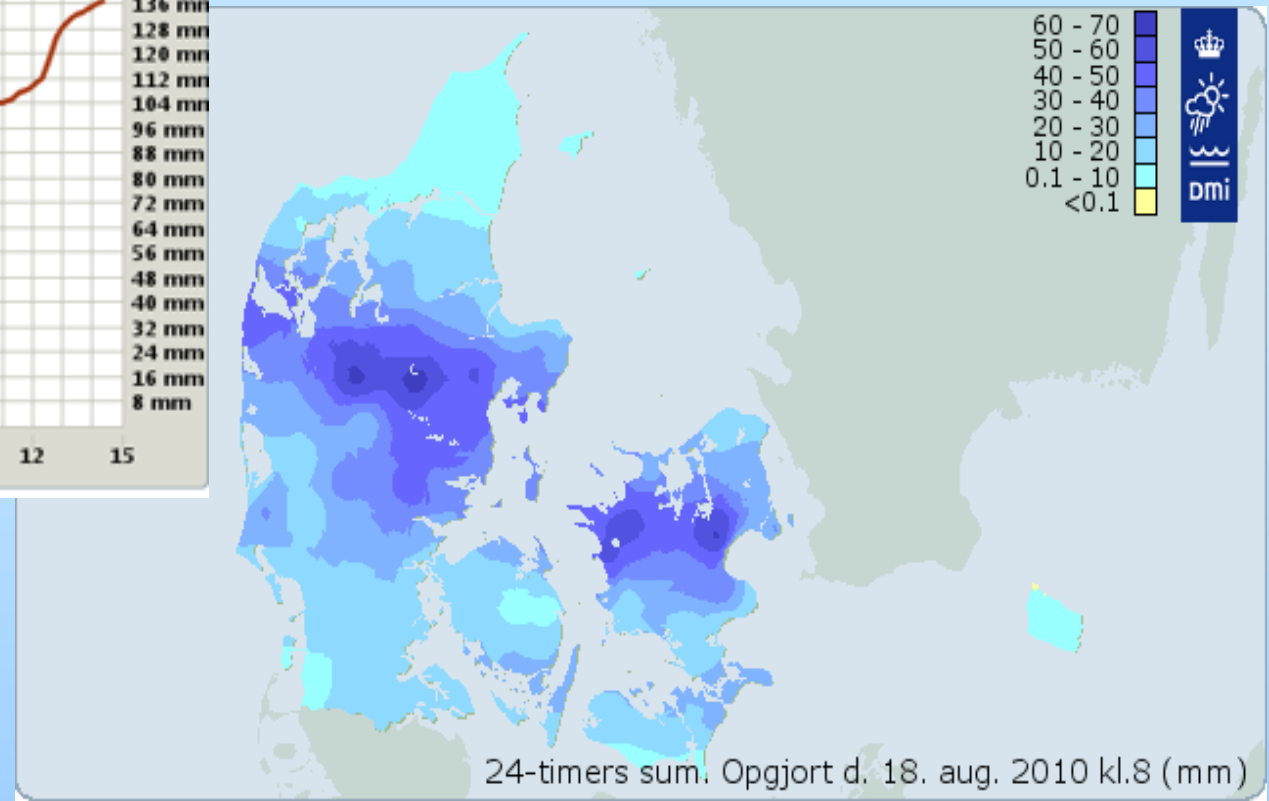 136 mm
128 mm
120 mm
112 mm
104 mm
96 mm
88 mm
80 mm
72 mm
64 mm
56 mm
48 mm
40 mm
32 mm
24 mm
16 mm
8 mm
12 15
60 - 70
50 - 60
40 - 50
30 - 40
20 - 30
10 - 20
0.1 - 10
<0.1
DMi
24-timers sum. Opgjort d. 18. aug. 2010 kl.8 (mm)